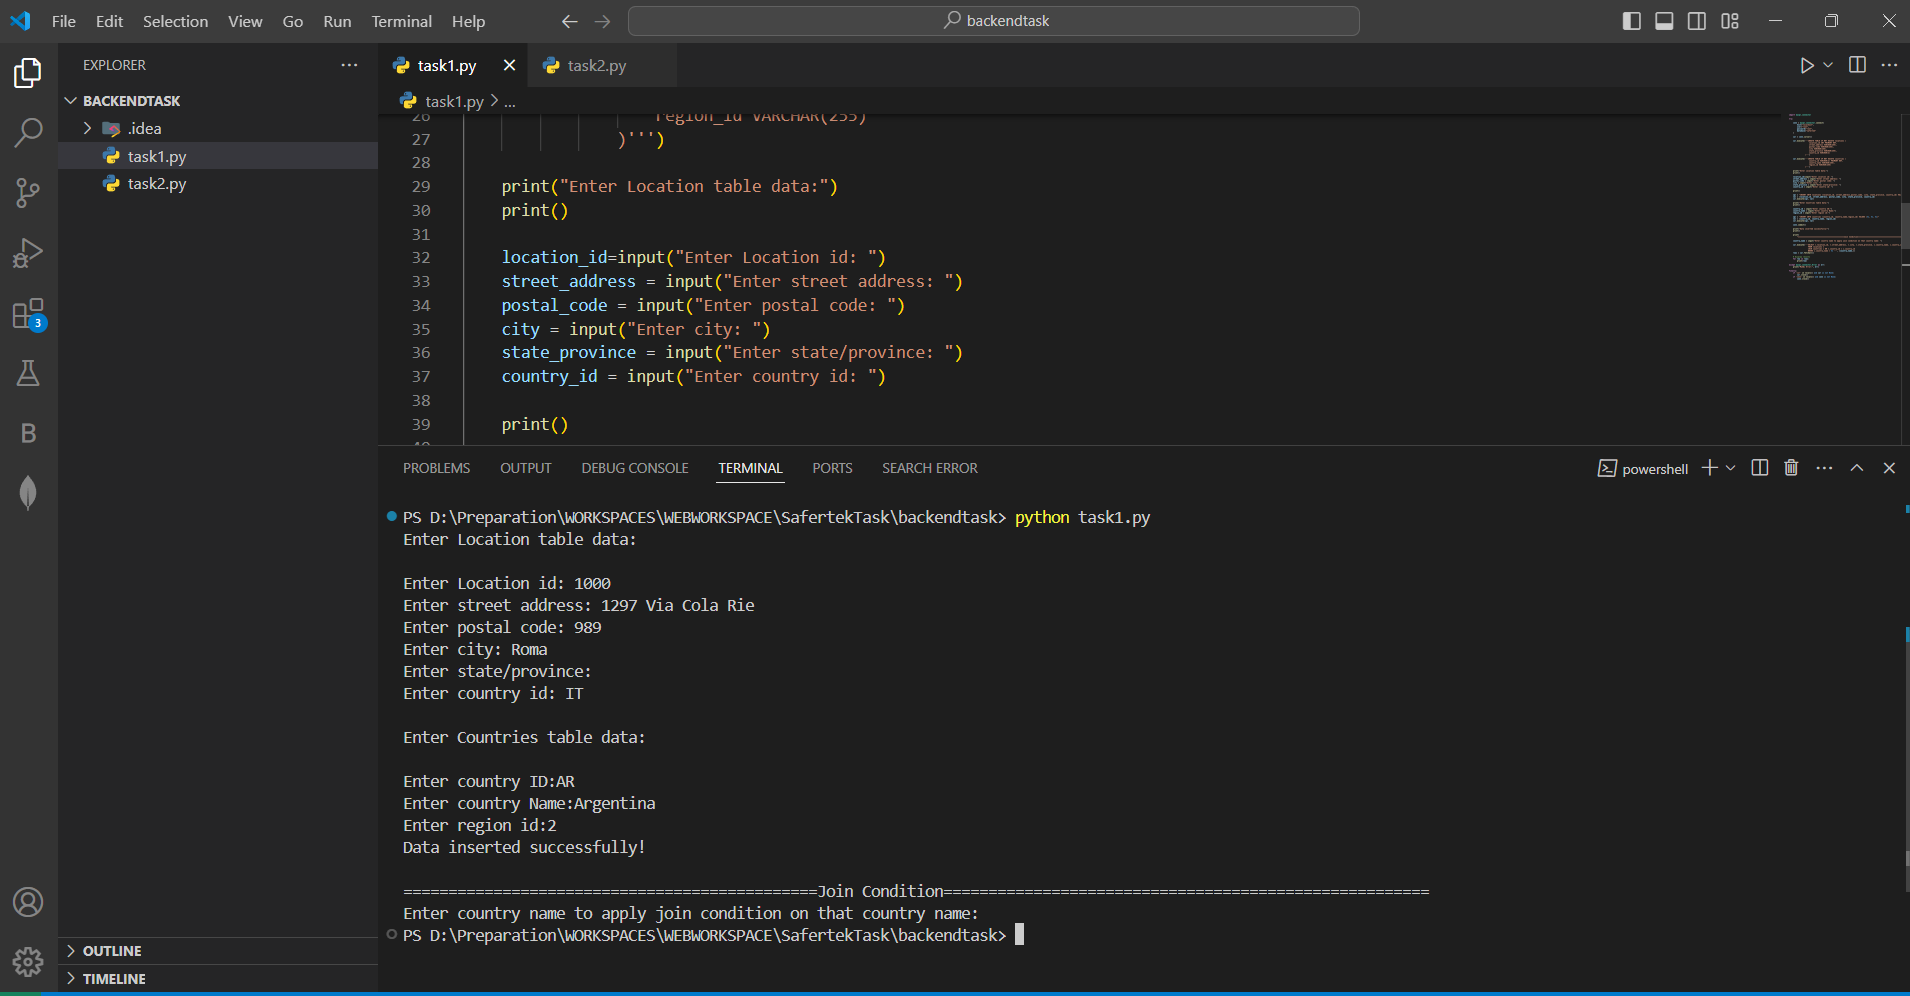 File Edit Selection View Go Run Terminal Help
backendtask
EXPLORER
BACKENDTASK
.idea
task1.py
task2.py
OUTLINE
TIMELINE
B
3
task1.py
task2.py
task1.py > ...
26 region_id VARCHAR(255)
27 )''')
28
29 print("Enter Location table data:")
30 print()
31
32 location_id=input("Enter Location id: ")
33 street_address = input("Enter street address: ")
34 postal_code = input("Enter postal code: ")
35 city = input("Enter city: ")
36 state_province = input("Enter state/province: ")
37 country_id = input("Enter country id: ")
38
39 print()
PROBLEMS OUTPUT DEBUG CONSOLE TERMINAL PORTS SEARCH ERROR
powershell
PS D:\Preparation\WORKSPACES\WEBWORKSPACE\SafertekTask\backendtask> python task1.py
Enter Location table data:
Enter Location id: 1000
Enter street address: 1297 Via Cola Rie
Enter postal code: 989
Enter city: Roma
Enter state/province:
Enter country id: IT
Enter Countries table data:
Enter country ID:AR
Enter country Name:Argentina
Enter region id:2
Data inserted successfully!
==============================================Join Condition======================================================
Enter country name to apply join condition on that country name:
PS D:\Preparation\WORKSPACES\WEBWORKSPACE\SafertekTask\backendtask>